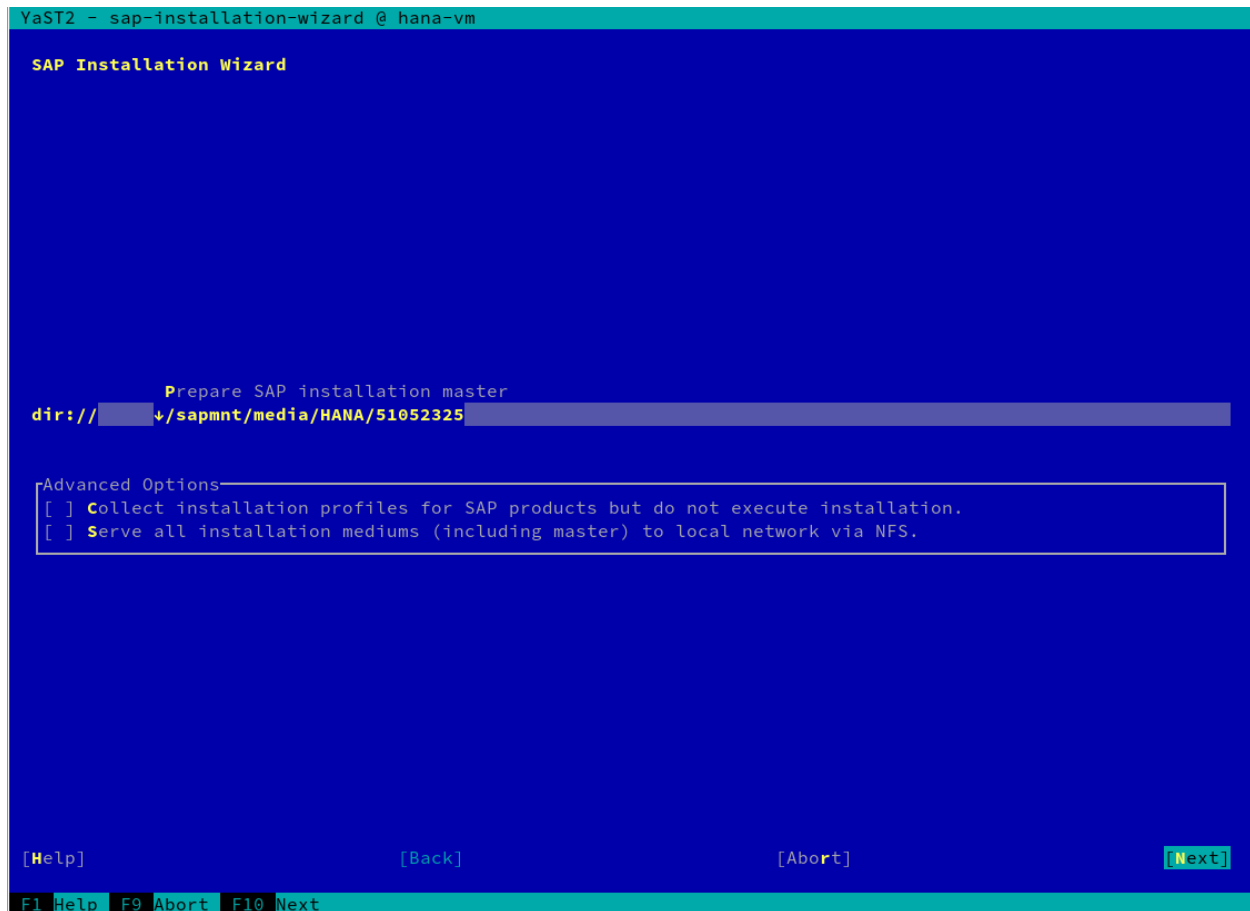 YaST2 - sap-installation-wizard @ hana-vm
SAP Installation Wizard
Prepare SAP installation master
dir:// ↓/sapmnt/media/HANA/51052325
Advanced Options
[ ] Collect installation profiles for SAP products but do not execute installation.
[ ] Serve all installation mediums (including master) to local network via NFS.
[Help] [Back] [Abort] [Next]
F1 Help F9 Abort F10 Next